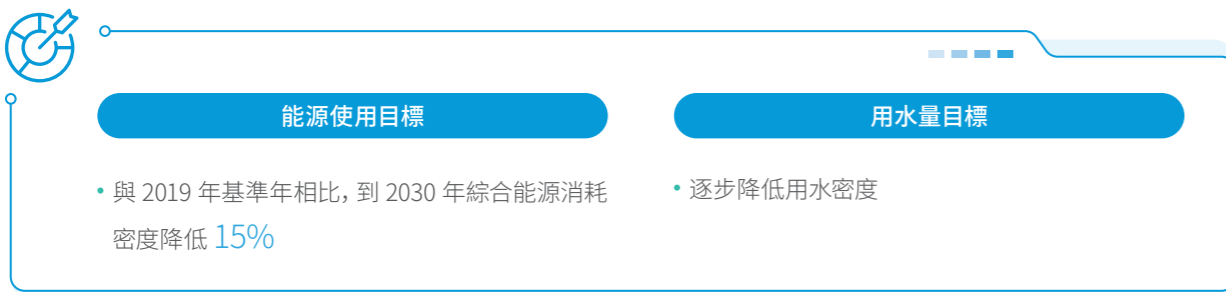 能源使用目標
• 與 2019 年基準年相比，到 2030 年綜合能源消耗
密度降低 15%
用水量目標
• 逐步降低用水密度